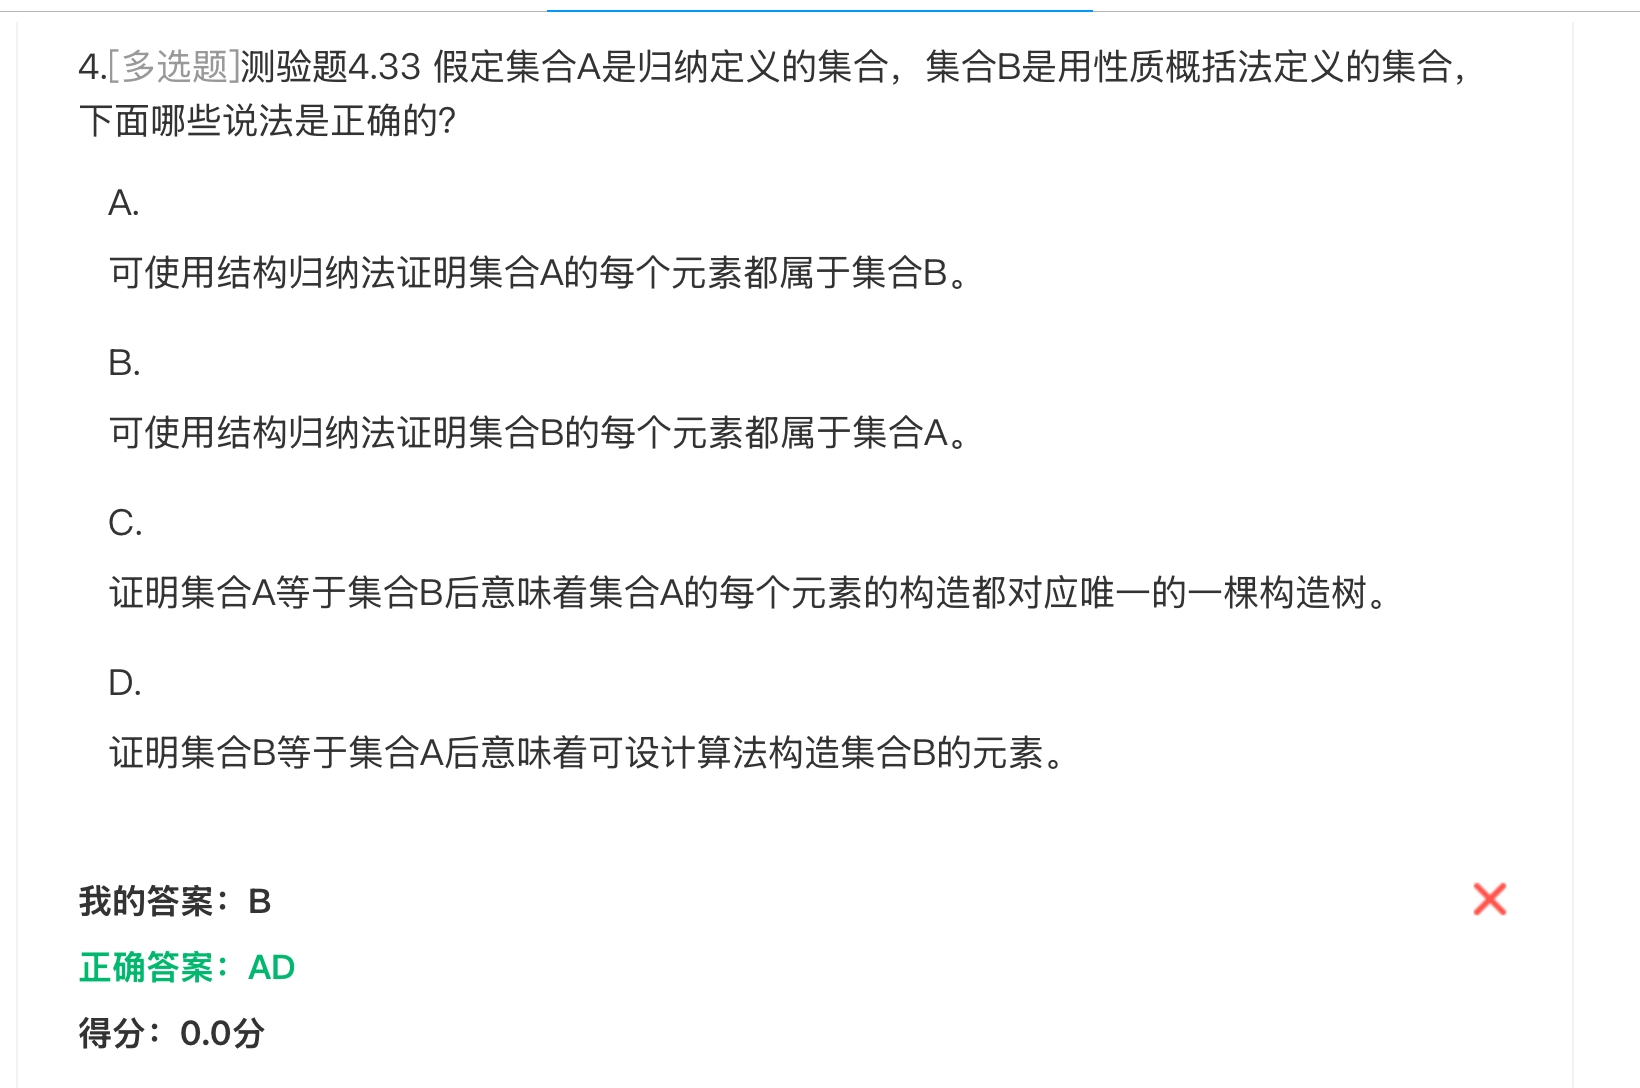 4.[多选题]测验题4.33 假定集合A是归纳定义的集合，集合B是用性质概括法定义的集合，
下面哪些说法是正确的?
A.
可使用结构归纳法证明集合A的每个元素都属于集合B。
B.
可使用结构归纳法证明集合B的每个元素都属于集合A。
C.
证明集合A等于集合B后意味着集合A的每个元素的构造都对应唯一的一棵构造树。
D.
证明集合B等于集合A后意味着可设计算法构造集合B的元素。
我的答案：B
正确答案：AD
得分：0.0分